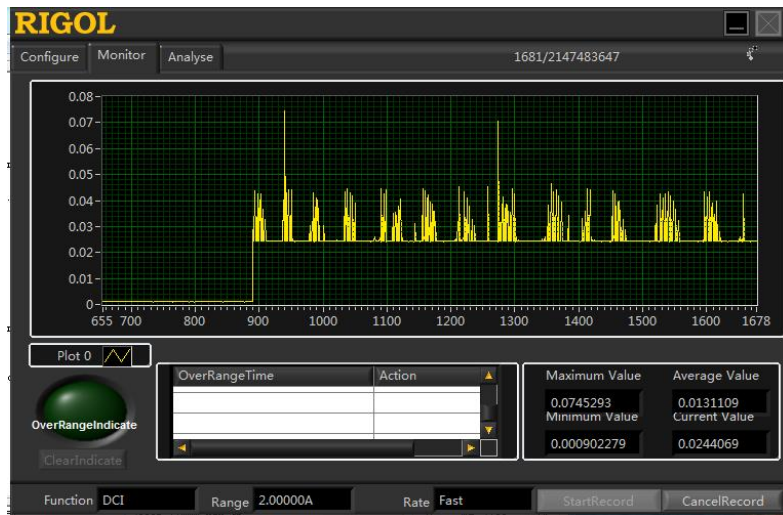 RIGOL
Configure Monitor Analyse 1681/2147483647
0.08
0.07
0.06
0.05
0.04
0.03
0.02
0.01
0
655 700 800 900 1000 1100 1200 1300 1400 1500 1600 1678
Plot 0
OverRangeTime Action
Maximum Value Average Value
0.0745293 0.0131109
Minimum Value Current Value
0.000902279 0.0244069
OverRangeIndicate
ClearIndicate
Function DCI Range 2.00000A Rate Fast StartRecord CancelRecord